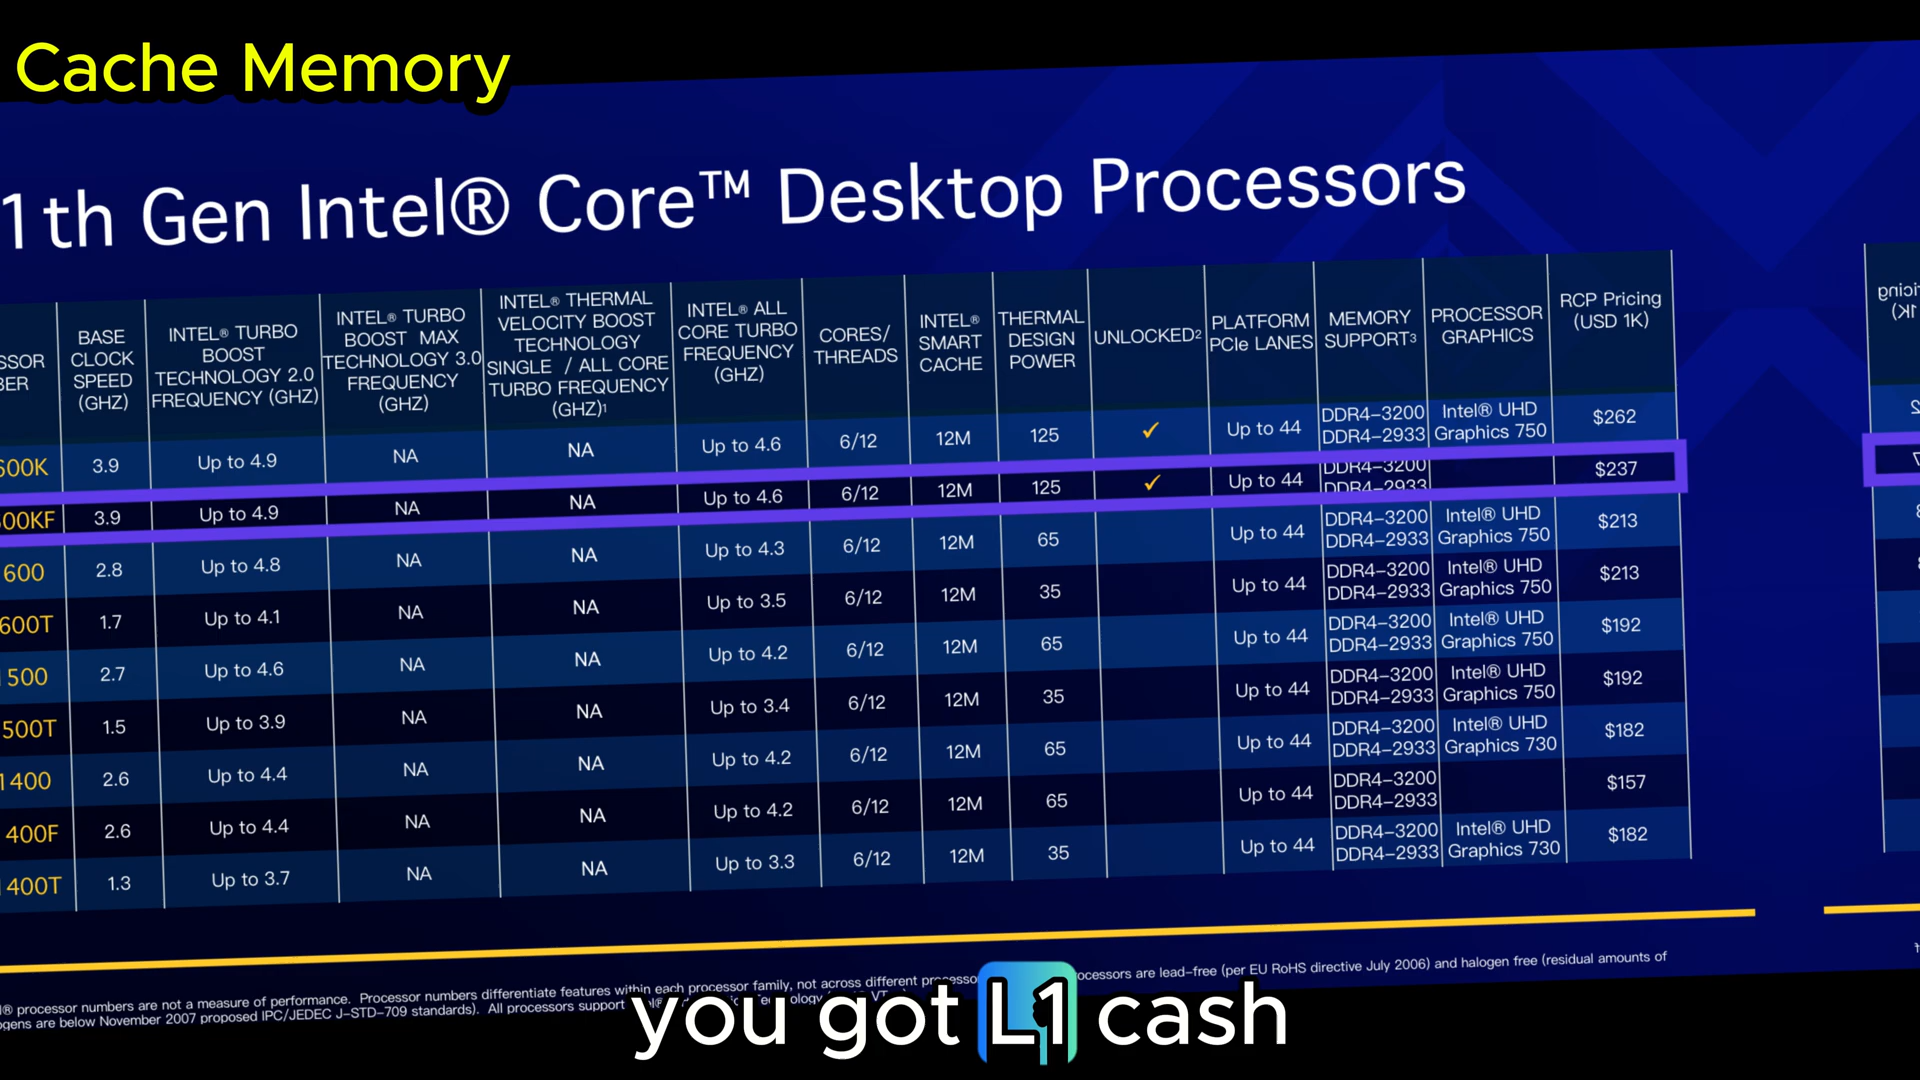 Cache Memory
1th Gen Intel® Core™ Desktop Processors
BASE CLOCK SPEED (GHZ)
INTEL® TURBO BOOST TECHNOLOGY 2.0 FREQUENCY (GHZ)
INTEL® TURBO BOOST MAX TECHNOLOGY 3.0 FREQUENCY (GHZ)
INTEL® THERMAL VELOCITY BOOST TECHNOLOGY SINGLE / ALL CORE TURBO FREQUENCY (GHZ)1
INTEL® ALL CORE TURBO FREQUENCY (GHZ)
CORES/ THREADS
INTEL® SMART CACHE
THERMAL DESIGN POWER
UNLOCKED2
PLATFORM PCIe LANES
MEMORY SUPPORT3
PROCESSOR GRAPHICS
RCP Pricing (USD 1K)
600K 3.9 Up to 4.9 NA NA Up to 4.6 6/12 12M 125 ✓ Up to 44 DDR4-3200 DDR4-2933 Intel® UHD Graphics 750 $262
00KF 3.9 Up to 4.9 NA NA Up to 4.6 6/12 12M 125 ✓ Up to 44 DDR4-3200 DDR4-2933 $237
600 2.8 Up to 4.8 NA NA Up to 4.3 6/12 12M 65 Up to 44 DDR4-3200 DDR4-2933 Intel® UHD Graphics 750 $213
600T 1.7 Up to 4.1 NA NA Up to 3.5 6/12 12M 35 Up to 44 DDR4-3200 DDR4-2933 Intel® UHD Graphics 750 $213
500 2.7 Up to 4.6 NA NA Up to 4.2 6/12 12M 65 Up to 44 DDR4-3200 DDR4-2933 Intel® UHD Graphics 750 $192
500T 1.5 Up to 3.9 NA NA Up to 3.4 6/12 12M 35 Up to 44 DDR4-3200 DDR4-2933 Intel® UHD Graphics 750 $192
1400 2.6 Up to 4.4 NA NA Up to 4.2 6/12 12M 65 Up to 44 DDR4-3200 DDR4-2933 Intel® UHD Graphics 730 $182
400F 2.6 Up to 4.4 NA NA Up to 4.2 6/12 12M 65 Up to 44 DDR4-3200 DDR4-2933 $157
400T 1.3 Up to 3.7 NA NA Up to 3.3 6/12 12M 35 Up to 44 DDR4-3200 DDR4-2933 Intel® UHD Graphics 730 $182
processor numbers are not a measure of performance. Processor numbers differentiate features within each processor family, not across different are lead-free (per EU RoHS directive July 2006) and halogen free (residual amounts of
are below November 2007 proposed IPC/JEDEC J-STD-709 standards). All processors support
you got L1 cash